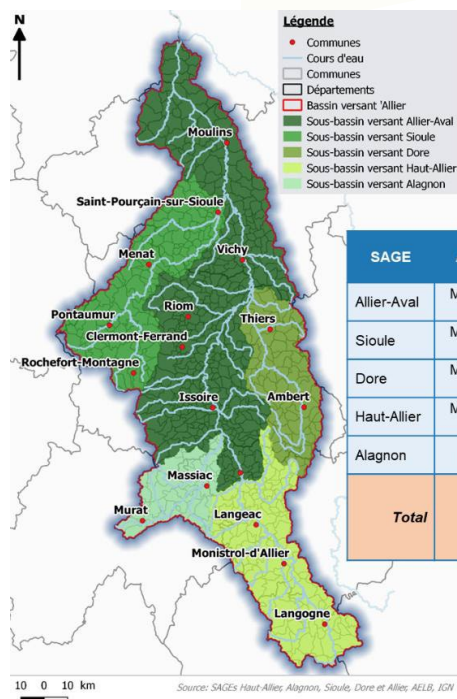 N
Légende
Communes
Cours d'eau
Communes
Départements
Bassin versant 'Allier
Sous-bassin versant Allier-Aval
Sous-bassin versant Sioule
Sous-bassin versant Dore
Sous-bassin versant Haut-Allier
Sous-bassin versant Alagnon
Moulins
Saint-Pourçain-sur-Sioule
Menat
Vichy
Pontaumur
Riom
Thiers
Clermont-Ferrand
Rochefort-Montagne
Issoire
Ambert
Massiac
Murat
Langeac
Monistrol-d'Allier
Langogne
SAGE
Allier-Aval
Sioule
Dore
Haut-Allier
Alagnon
Total
10 0 10 km
Source: SAGEs Haut-Allier, Alagnon, Sioule, Dore et Allier, AELB, IGN